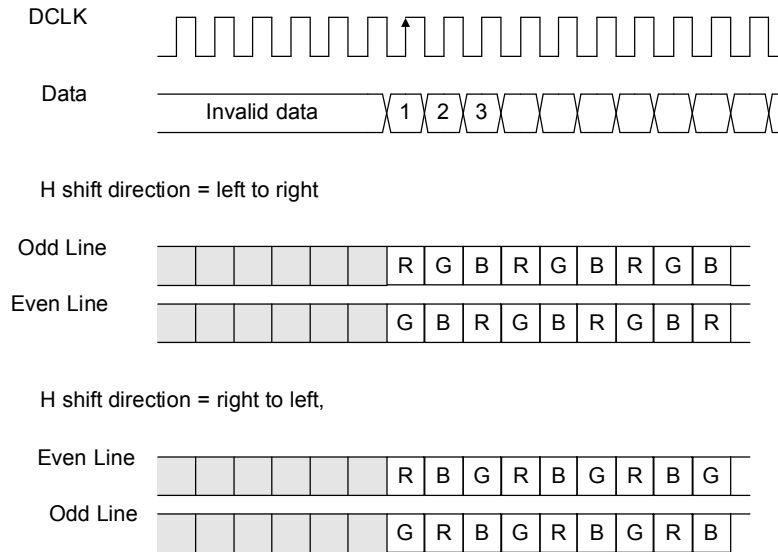 DCLK
Data Invalid data 1 2 3
H shift direction = left to right
Odd Line R G B R G B R G B
Even Line G B R G B R G B R
H shift direction = right to left,
Even Line R B G R B G R B G
Odd Line G R B G R B G R B